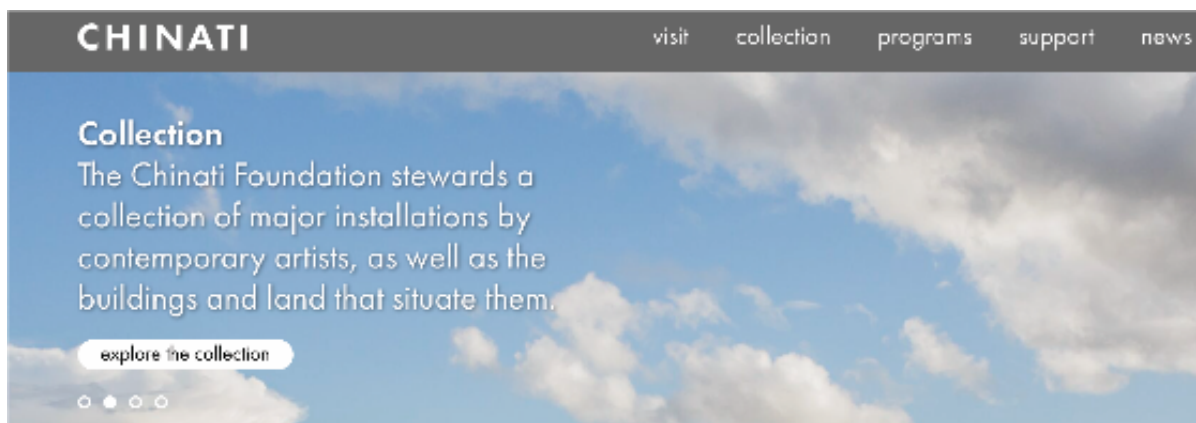 CHINATI
visit collection programs support news
Collection
The Chinati Foundation stewards a
collection of major installations by
contemporary artists, as well as the
buildings and land that situate them.
explore the collection